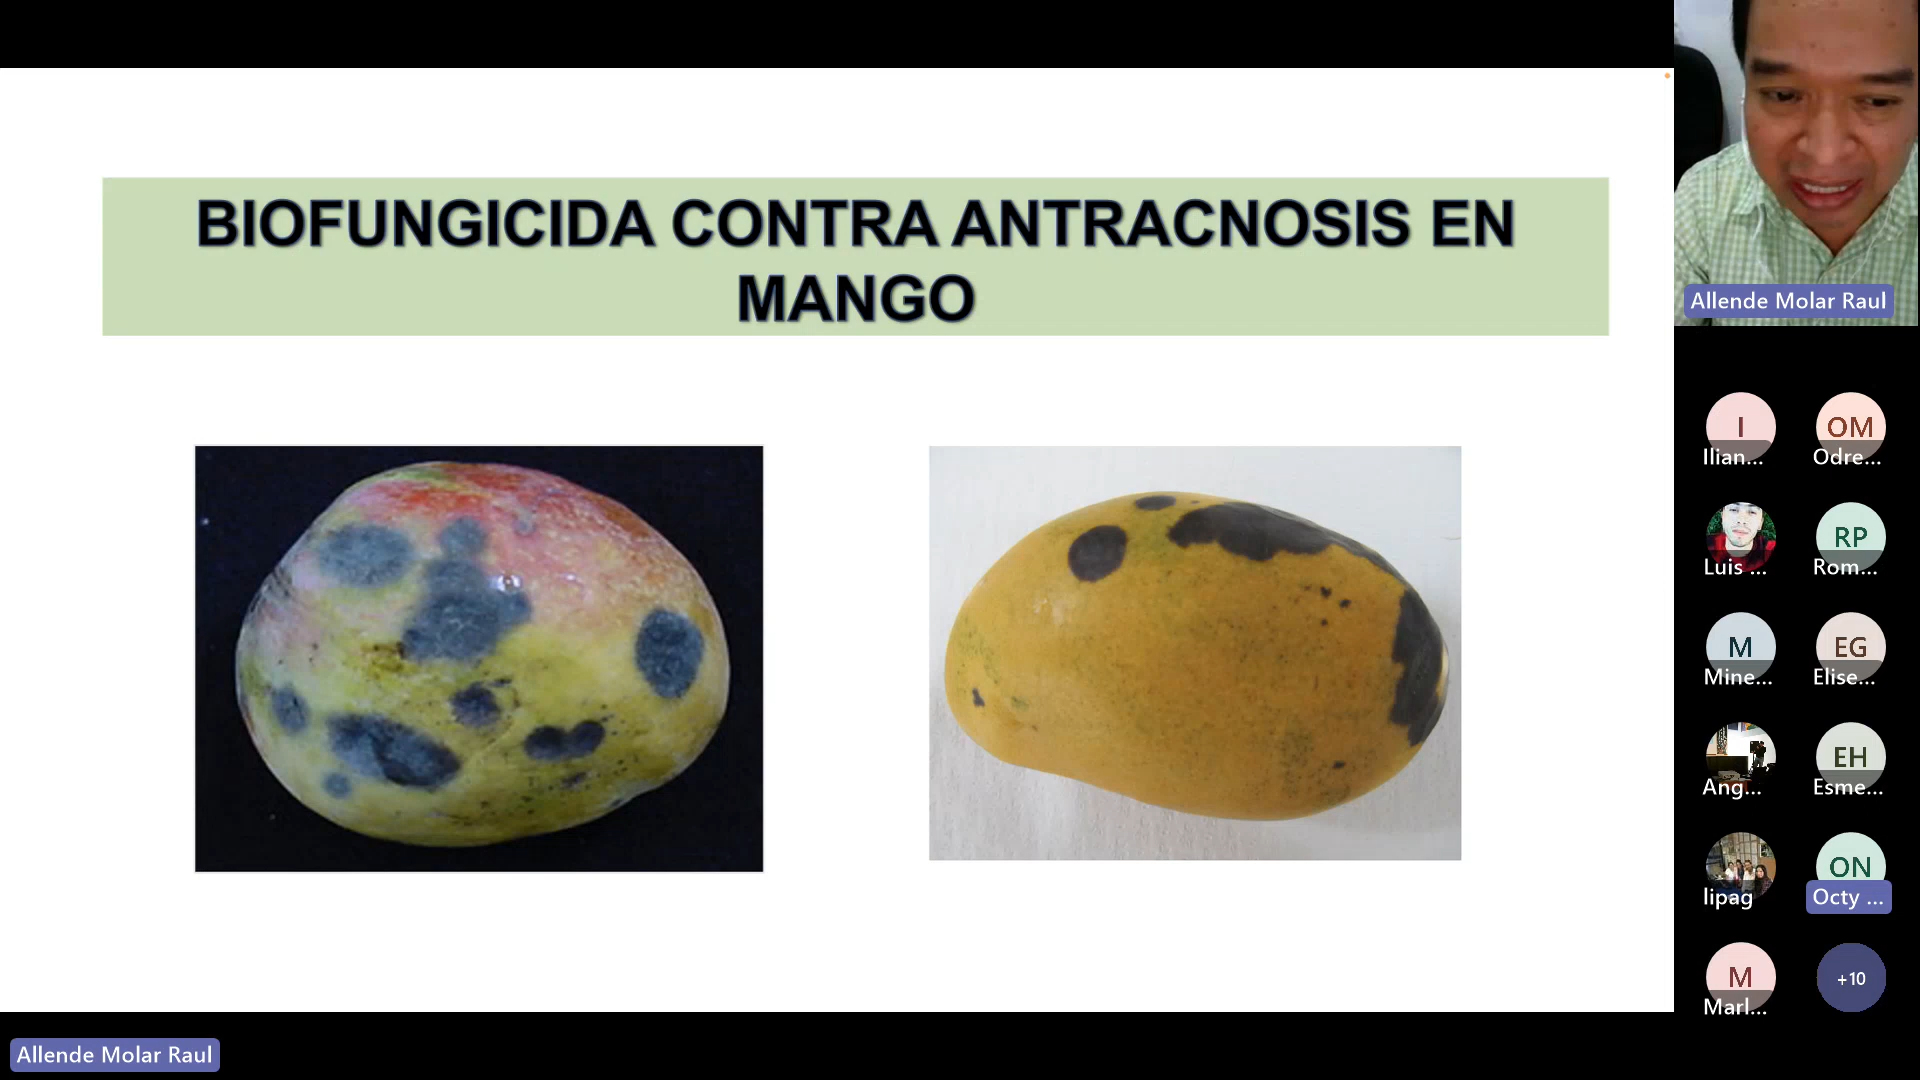 BIOFUNGICIDA CONTRA ANTRACNOSIS EN
MANGO
Allende Molar Raul
I
Ilian...
OM
Odre...
Luis ...
RP
Rom...
M
Mine...
EG
Elise...
Ang...
EH
Esme...
lipag
ON
Octy ...
M
Marl...
+10
Allende Molar Raul